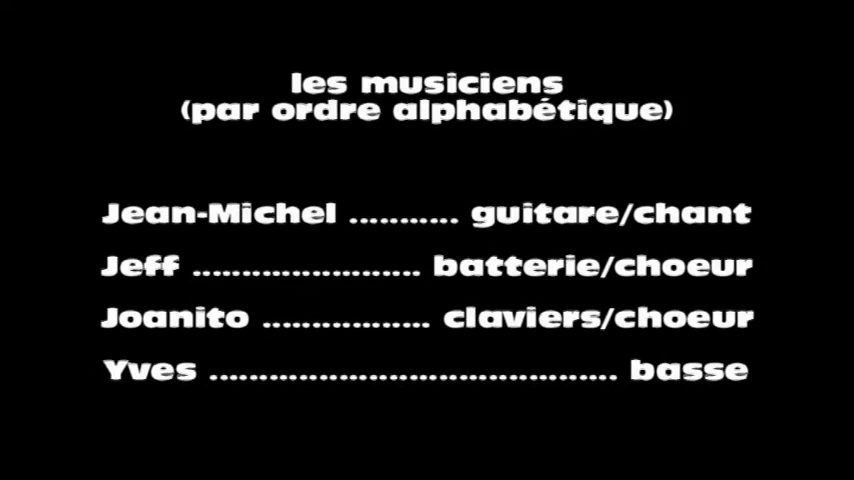 les musiciens
(par ordre alphabétique)
Jean-Michel ........... guitare/chant
Jeff ....................... batterie/choeur
Joanito ................. claviers/choeur
Yves ......................................... basse